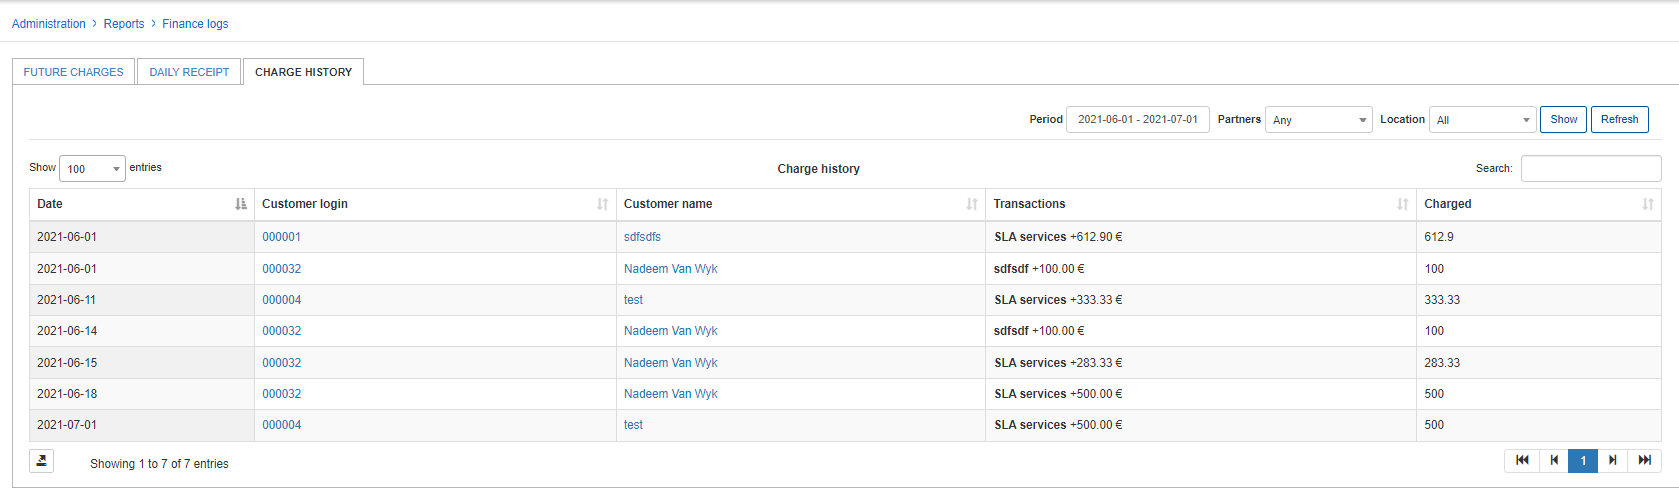 Administration > Reports > Finance logs
FUTURE CHARGES DAILY RECEIPT CHARGE HISTORY
Period 2021-06-01 - 2021-07-01 Partners Any Location All Show Refresh
Show 100 entries Charge history Search:
Date Customer login Customer name Transactions Charged
2021-06-01 000001 sdfsdfs SLA services +612.90 € 612.9
2021-06-01 000032 Nadeem Van Wyk sdfsdf +100.00 € 100
2021-06-11 000004 test SLA services +333.33 € 333.33
2021-06-14 000032 Nadeem Van Wyk sdfsdf +100.00 € 100
2021-06-15 000032 Nadeem Van Wyk SLA services +283.33 € 283.33
2021-06-18 000032 Nadeem Van Wyk SLA services +500.00 € 500
2021-07-01 000004 test SLA services +500.00 € 500
Showing 1 to 7 of 7 entries 1